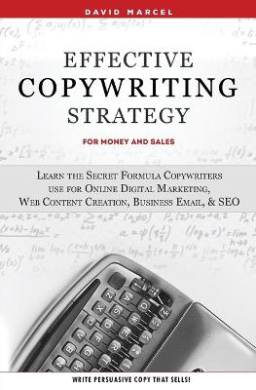 DAVID MARCEL
EFFECTIVE
COPYWRITING
STRATEGY
FOR MONEY AND SALES
LEARN THE SECRET FORMULA COPYWRITERS
USE FOR ONLINE DIGITAL MARKETING,
WEB CONTENT CREATION, BUSINESS EMAIL, & SEO
WRITE PERSUASIVE COPY THAT SELLS!